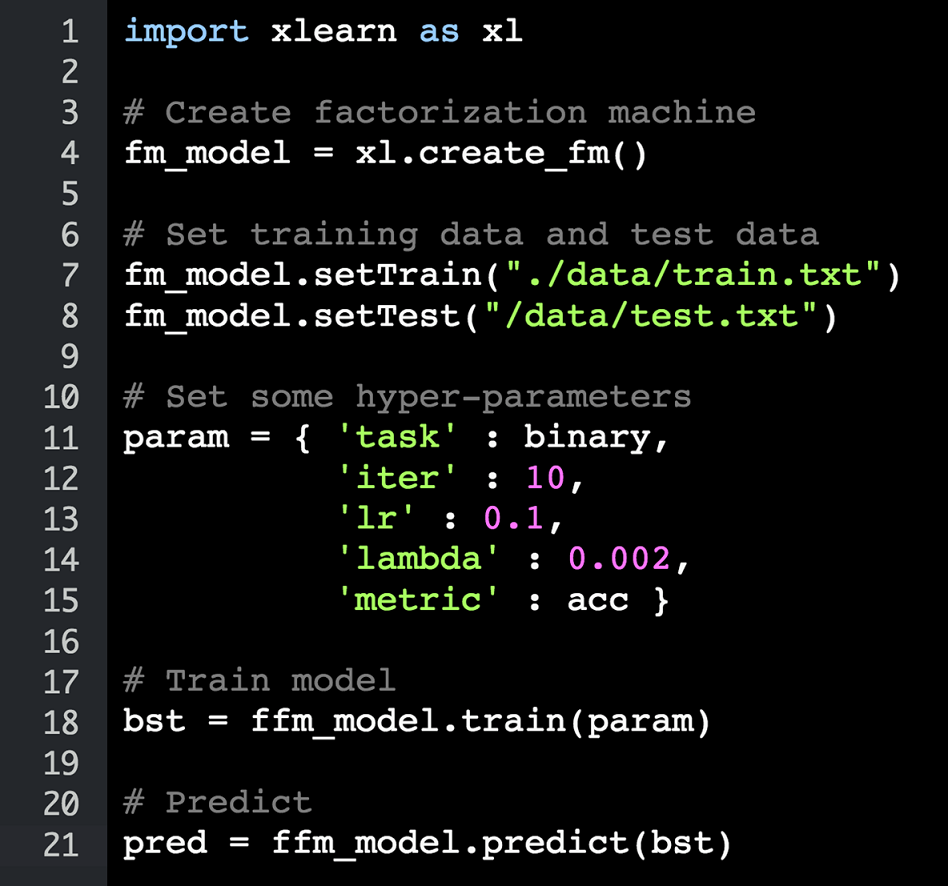 1 import xlearn as xl
2
3 # Create factorization machine
4 fm_model = xl.create_fm()
5
6 # Set training data and test data
7 fm_model.setTrain("./data/train.txt")
8 fm_model.setTest("/data/test.txt")
9
10 # Set some hyper-parameters
11 param = { 'task' : binary,
12 'iter' : 10,
13 'lr' : 0.1,
14 'lambda' : 0.002,
15 'metric' : acc }
16
17 # Train model
18 bst = ffm_model.train(param)
19
20 # Predict
21 pred = ffm_model.predict(bst)